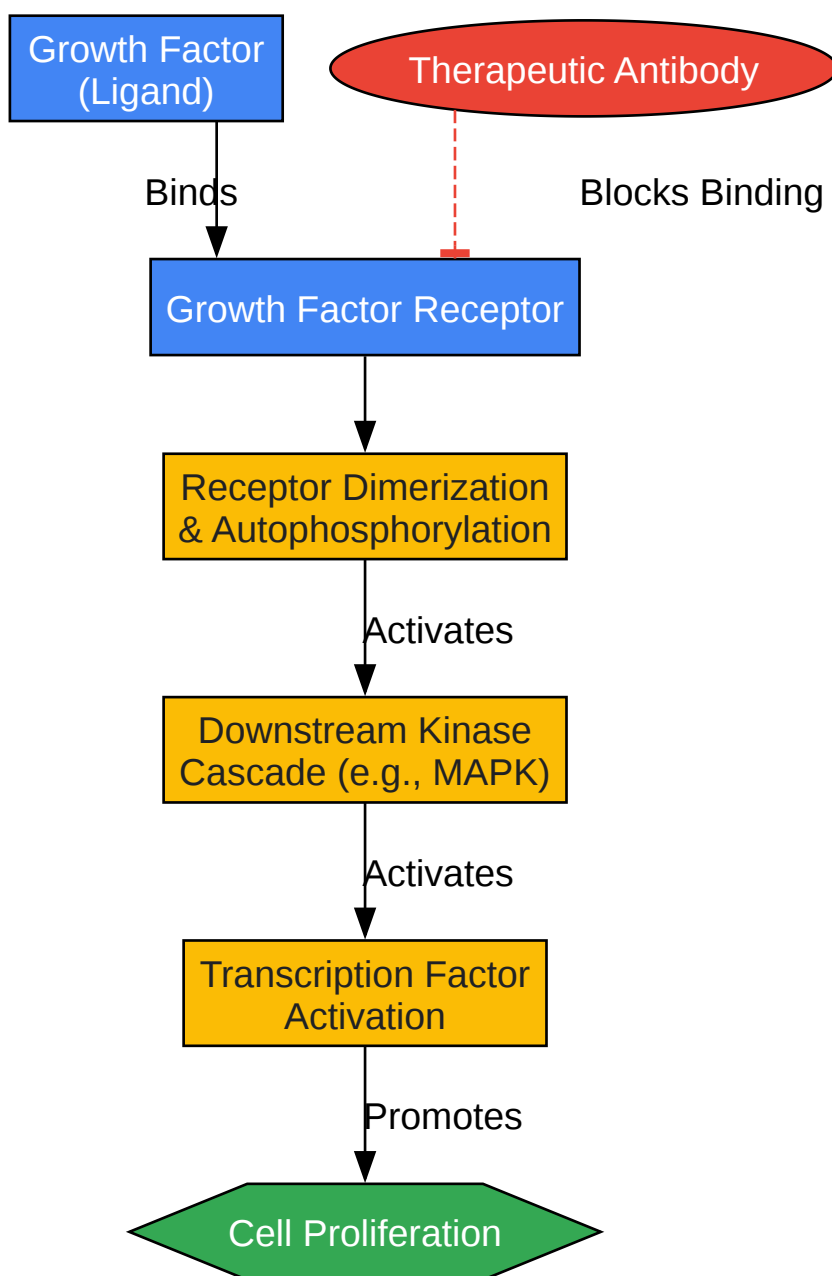 Growth Factor
(Ligand)
Therapeutic Antibody
Binds
Blocks Binding
Growth Factor Receptor
Receptor Dimerization
& Autophosphorylation
Activates
Downstream Kinase
Cascade (e.g., MAPK)
Activates
Transcription Factor
Activation
Promotes
Cell Proliferation